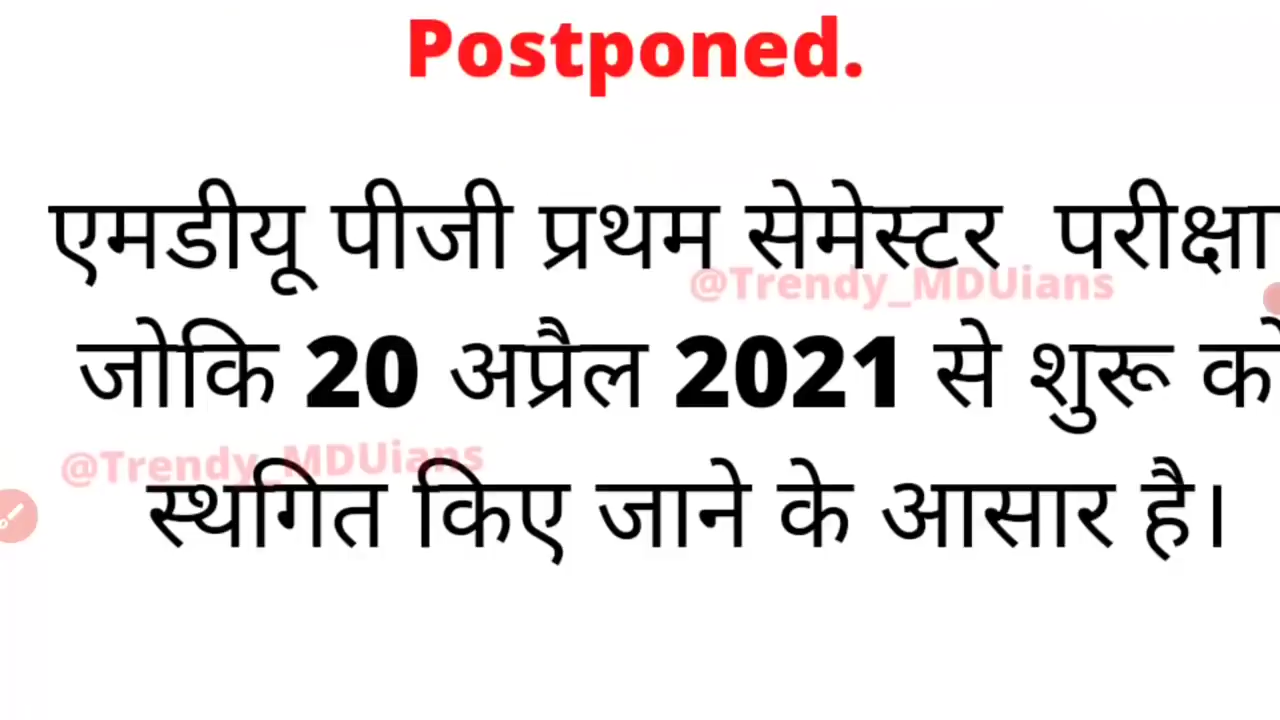 Postponed.
एमडीयू पीजी प्रथम सेमेस्टर परीक्षा
@Trendy_MDUians
जोकि 20 अप्रैल 2021 से शुरू को
@Trendy_MDUians
स्थगित किए जाने के आसार है।